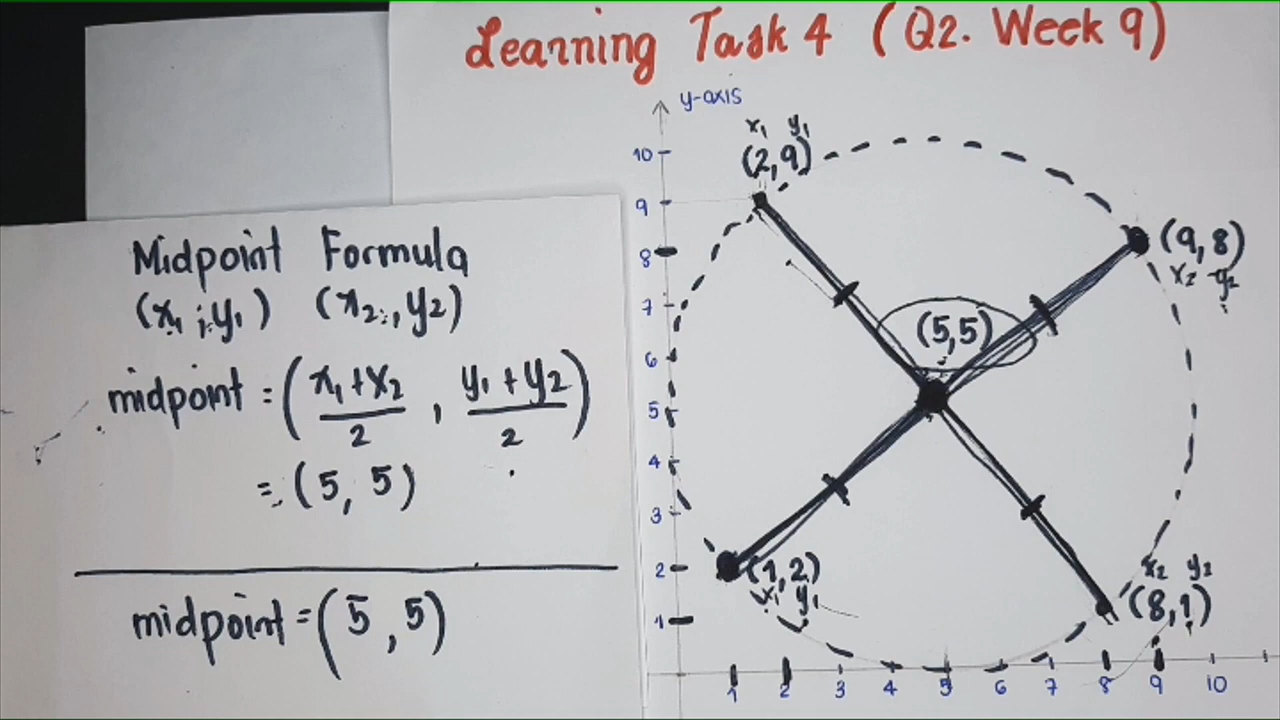 Learning Task 4 (Q2. Week 9)
Midpoint Formula
(x₁, y₁) (x₂, y₂)
midpoint = (x₁+x₂/2, y₁+y₂/2)
= (5, 5)
midpoint = (5, 5)
y-axis
x₁ y₁
(2,9)
(9,8)
x₂ y₂
(5,5)
(1,2)
x₁ y₁
x₂ y₂
(8,1)
10
9
8
7
6
5
4
3
2
1
1 2 3 4 5 6 7 8 9 10